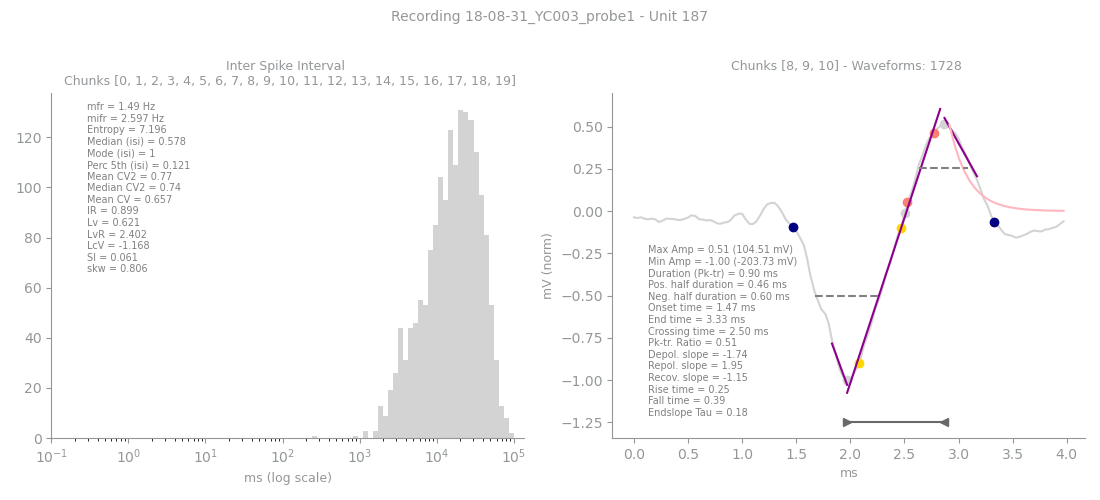 Recording 18-08-31_YC003_probe1 - Unit 187
Inter Spike Interval
Chunks [0, 1, 2, 3, 4, 5, 6, 7, 8, 9, 10, 11, 12, 13, 14, 15, 16, 17, 18, 19]
mfr = 1.49 Hz
mifr = 2.597 Hz
Entropy = 7.196
Median (isi) = 0.578
Mode (isi) = 1
Perc 5th (isi) = 0.121
Mean CV2 = 0.77
Median CV2 = 0.74
Mean CV = 0.657
IR = 0.899
Lv = 0.621
LvR = 2.402
LcV = -1.168
SI = 0.061
skw = 0.806
120
100
80
60
40
20
0
10⁻¹ 10⁰ 10¹ 10² 10³ 10⁴ 10⁵
ms (log scale)
Chunks [8, 9, 10] - Waveforms: 1728
mV (norm)
0.50
0.25
0.00
−0.25
−0.50
−0.75
−1.00
−1.25
Max Amp = 0.51 (104.51 mV)
Min Amp = -1.00 (-203.73 mV)
Duration (Pk-tr) = 0.90 ms
Pos. half duration = 0.46 ms
Neg. half duration = 0.60 ms
Onset time = 1.47 ms
End time = 3.33 ms
Crossing time = 2.50 ms
Pk-tr. Ratio = 0.51
Depol. slope = -1.74
Repol. slope = 1.95
Recov. slope = -1.15
Rise time = 0.25
Fall time = 0.39
Endslope Tau = 0.18
0.0 0.5 1.0 1.5 2.0 2.5 3.0 3.5 4.0
ms